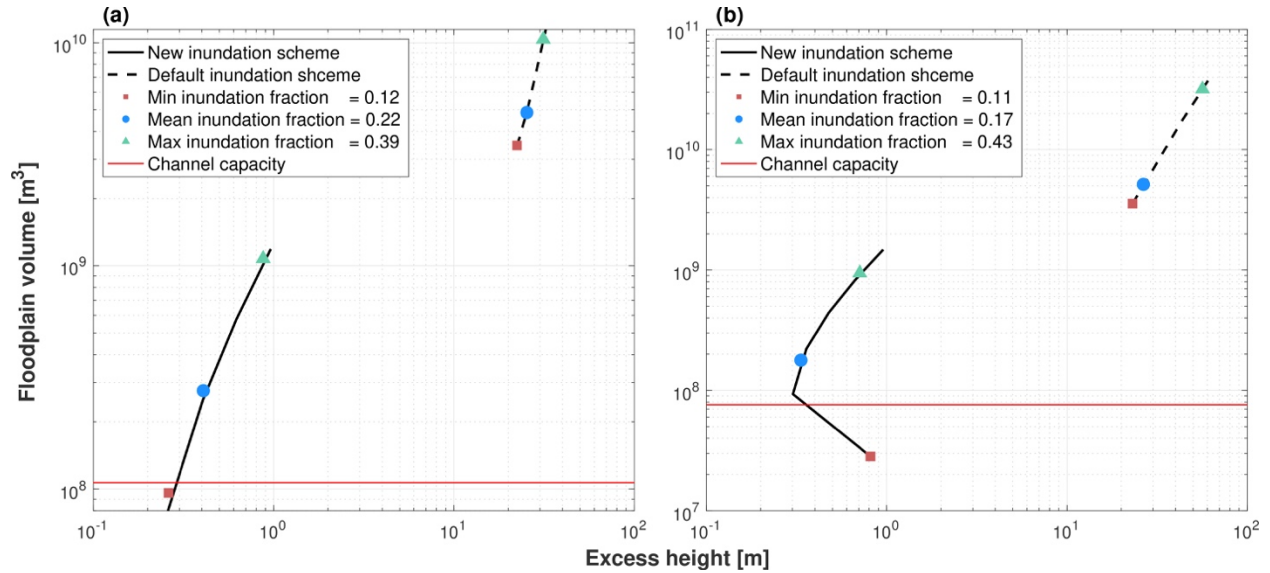 (a)
New inundation scheme
Default inundation shceme
Min inundation fraction = 0.12
Mean inundation fraction = 0.22
Max inundation fraction = 0.39
Channel capacity
10^10
10^9
10^8
10^-1
10^0
10^1
10^2
(b)
New inundation scheme
Default inundation shceme
Min inundation fraction = 0.11
Mean inundation fraction = 0.17
Max inundation fraction = 0.43
Channel capacity
10^11
10^10
10^9
10^8
10^7
10^-1
10^0
10^1
10^2
Floodplain volume [m^3]
Excess height [m]